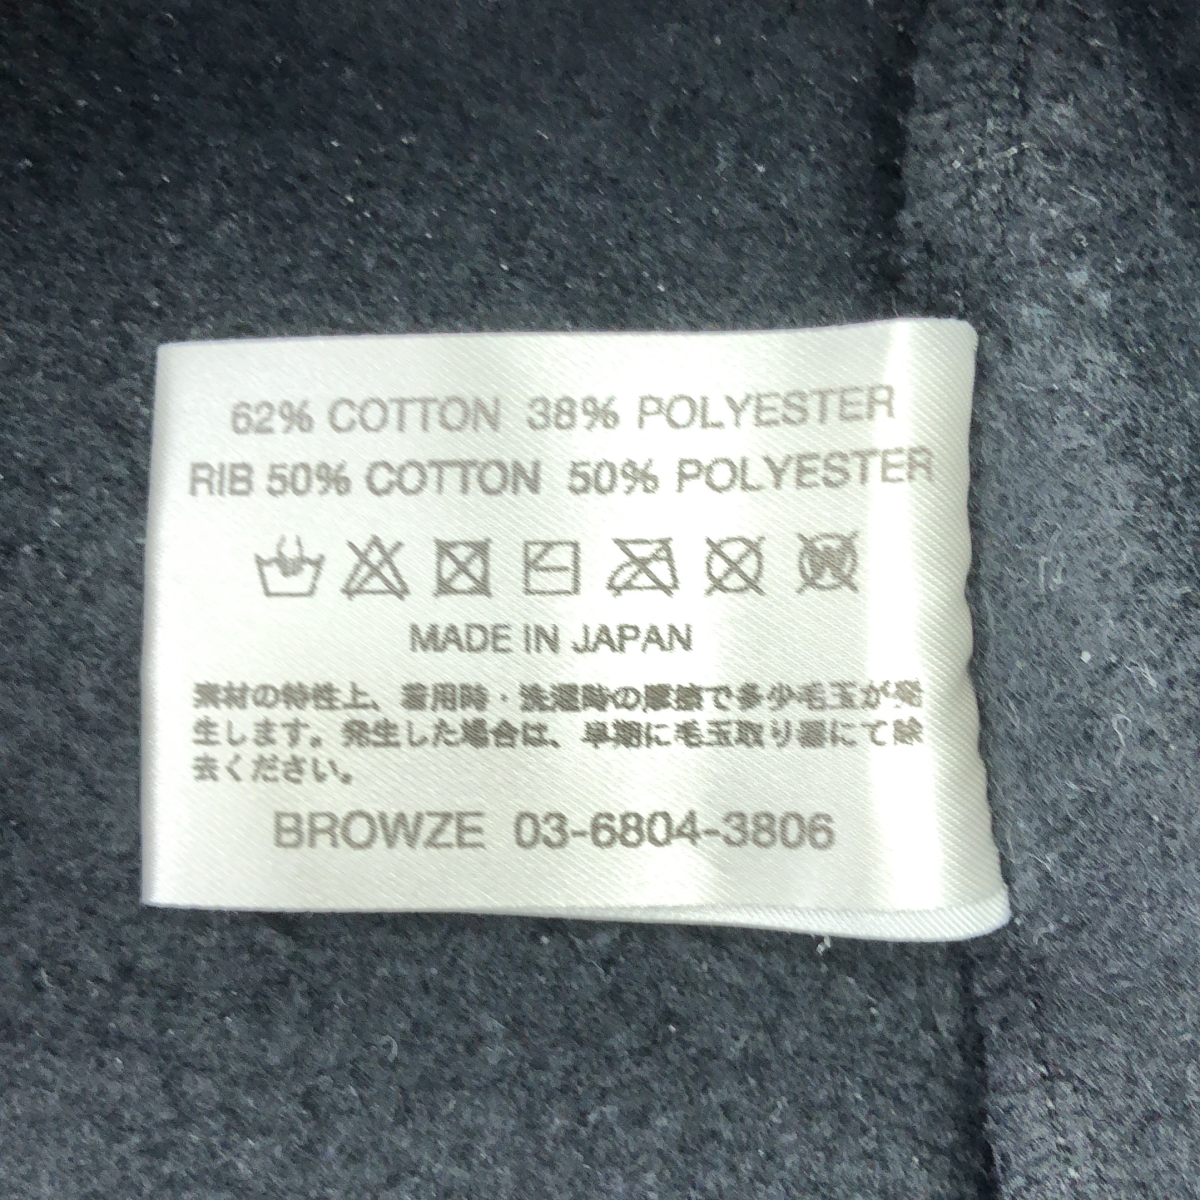 62% COTTON 38% POLYESTER
RIB 50% COTTON 50% POLYESTER
MADE IN JAPAN
素材の特性上、着用時・洗濯時の摩擦で多少毛玉が発
生します。発生した場合は、早期に毛玉取り器にて除
去ください。
BROWZE 03-6804-3806